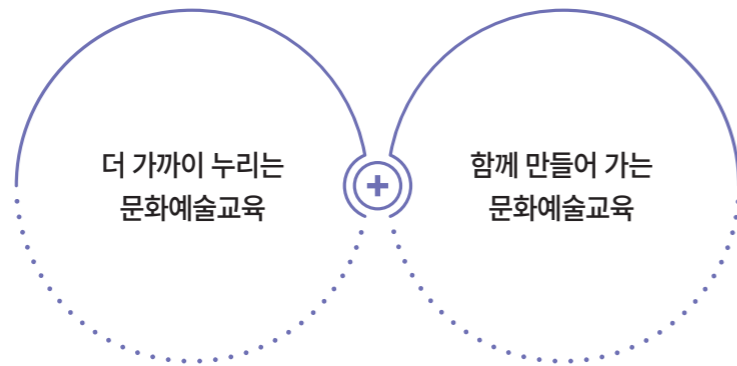 더 가까이 누리는
문화예술교육
+
함께 만들어 가는
문화예술교육